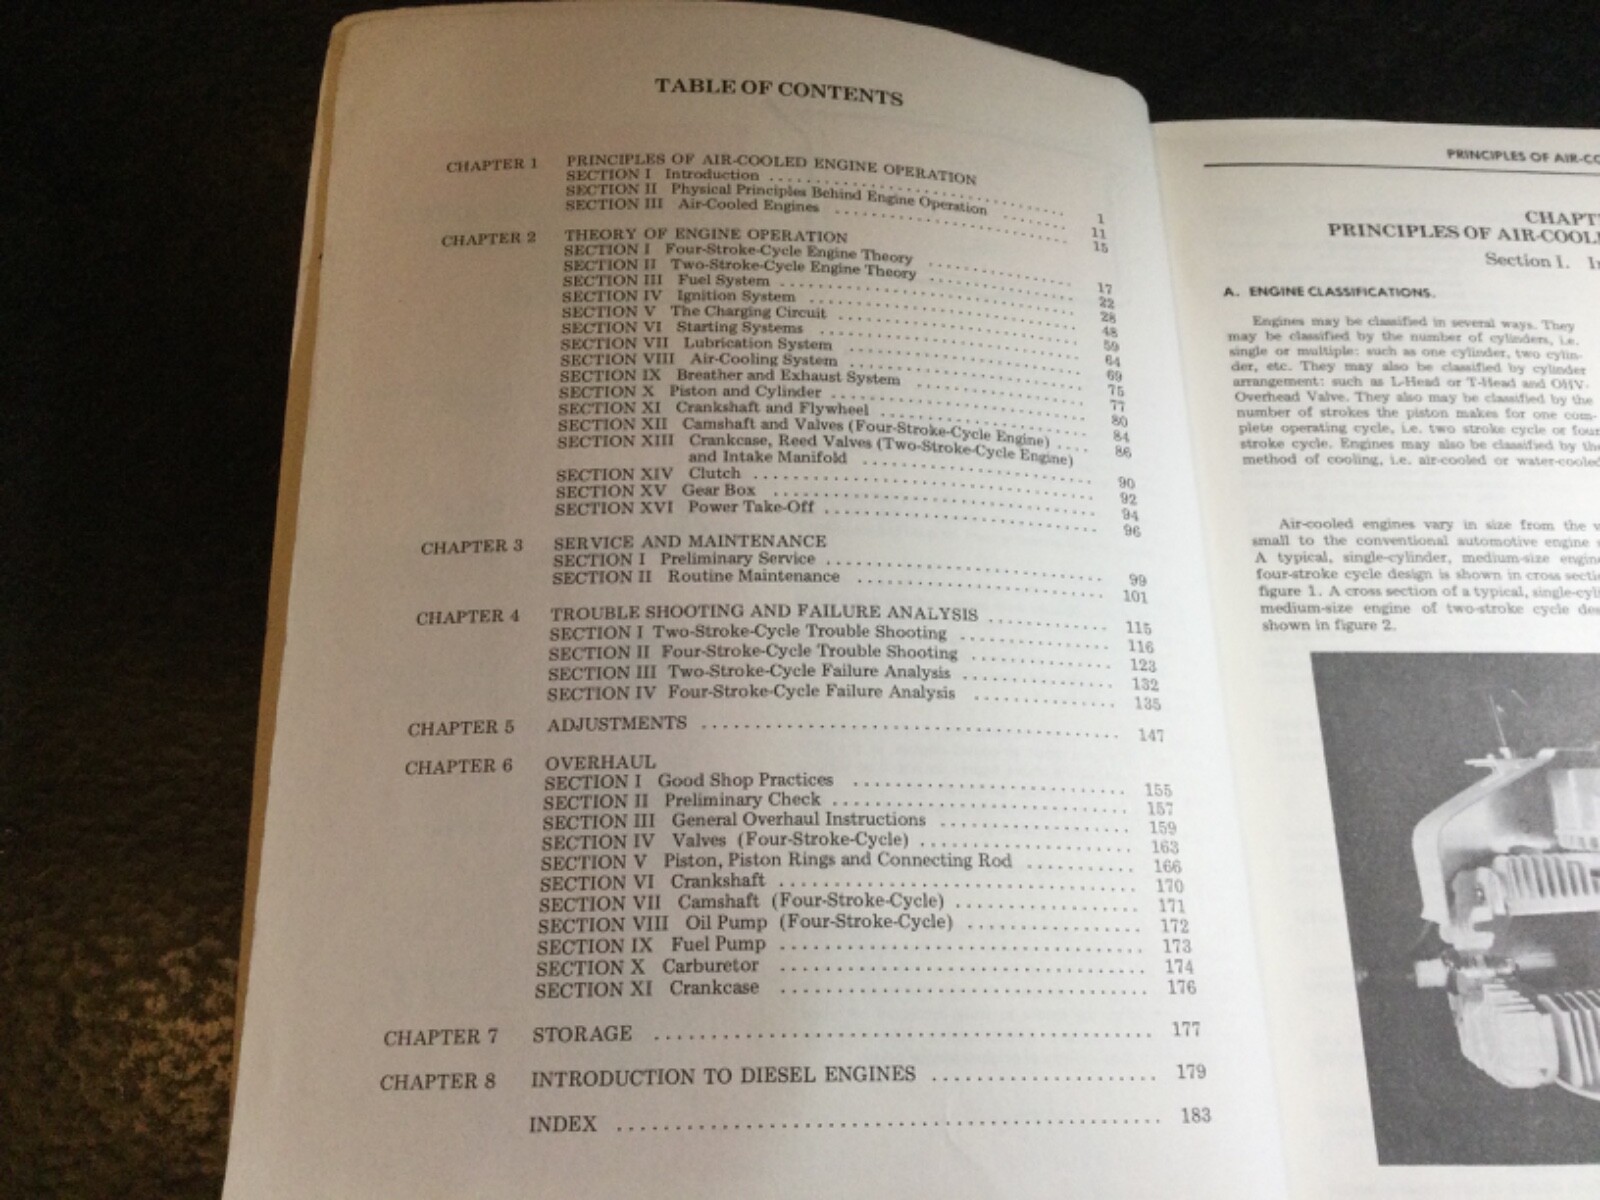 TABLE OF CONTENTS
CHAPTER 1 PRINCIPLES OF AIR-COOLED ENGINE OPERATION
SECTION I Introduction .......... 1
SECTION II Physical Principles Behind Engine Operation .......... 11
SECTION III Air-Cooled Engines .......... 15
CHAPTER 2 THEORY OF ENGINE OPERATION
SECTION I Four-Stroke-Cycle Engine Theory .......... 17
SECTION II Two-Stroke-Cycle Engine Theory .......... 22
SECTION III Fuel System .......... 28
SECTION IV Ignition System .......... 48
SECTION V The Charging Circuit .......... 59
SECTION VI Starting Systems .......... 64
SECTION VII Lubrication System .......... 69
SECTION VIII Air-Cooling System .......... 75
SECTION IX Breather and Exhaust System .......... 77
SECTION X Piston and Cylinder .......... 80
SECTION XI Crankshaft and Flywheel .......... 84
SECTION XII Camshaft and Valves (Four-Stroke-Cycle Engine) .... 86
SECTION XIII Crankcase, Reed Valves (Two-Stroke-Cycle Engine)
and Intake Manifold .......... 90
SECTION XIV Clutch .......... 92
SECTION XV Gear Box .......... 94
SECTION XVI Power Take-Off .......... 96
CHAPTER 3 SERVICE AND MAINTENANCE
SECTION I Preliminary Service .......... 99
SECTION II Routine Maintenance .......... 101
CHAPTER 4 TROUBLE SHOOTING AND FAILURE ANALYSIS .......... 115
SECTION I Two-Stroke-Cycle Trouble Shooting .......... 116
SECTION II Four-Stroke-Cycle Trouble Shooting .......... 123
SECTION III Two-Stroke-Cycle Failure Analysis .......... 132
SECTION IV Four-Stroke-Cycle Failure Analysis .......... 135
CHAPTER 5 ADJUSTMENTS .......... 147
CHAPTER 6 OVERHAUL
SECTION I Good Shop Practices .......... 155
SECTION II Preliminary Check .......... 157
SECTION III General Overhaul Instructions .......... 159
SECTION IV Valves (Four-Stroke-Cycle) .......... 163
SECTION V Piston, Piston Rings and Connecting Rod .......... 166
SECTION VI Crankshaft .......... 170
SECTION VII Camshaft (Four-Stroke-Cycle) .......... 171
SECTION VIII Oil Pump (Four-Stroke-Cycle) .......... 172
SECTION IX Fuel Pump .......... 173
SECTION X Carburetor .......... 174
SECTION XI Crankcase .......... 176
CHAPTER 7 STORAGE .......... 177
CHAPTER 8 INTRODUCTION TO DIESEL ENGINES .......... 179
INDEX .......... 183
PRINCIPLES OF
CHAPT
PRINCIPLES OF
Section I.
A. ENGINE CLASSIFICATIONS.
Engines may be classified in several ways. They
may be classified by the number of cylinders, i.e.
single or multiple: such as one cylinder, two cylin-
der, etc. They may also be classified by cylinder
arrangement: such as L-Head or T-Head and OHV-
Overhead Valve. They also may be classified by the
number of strokes the piston makes for one com-
plete operating cycle, i.e. two stroke cycle or four
stroke cycle. Engines may also be classified by the
method of cooling, i.e. air-cooled or water-cooled
Air-cooled engines vary in size from the
small to the conventional automotive engine
A typical, single-cylinder, medium-size engine
four-stroke cycle design is shown in cross
figure 1. A cross section of a typical,
medium-size engine of two-stroke cycle
shown in figure 2.